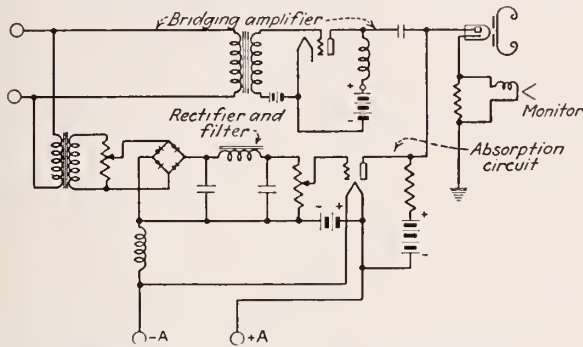 Bridging amplifier
+
-
Monitor
Rectifier and
filter
Absorption
circuit
- +
+
-
-A
+A